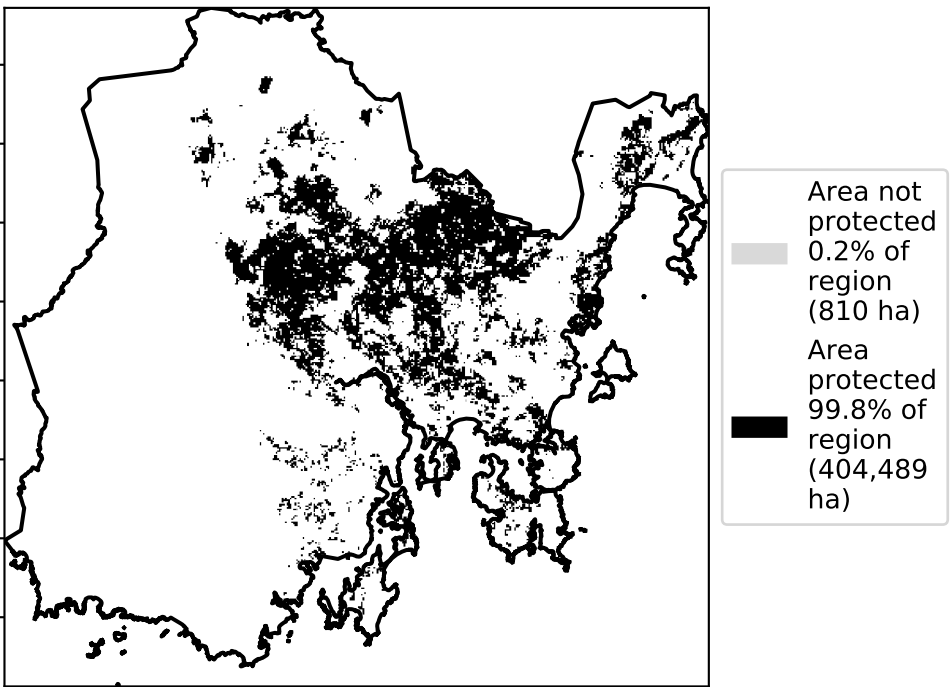 Area not
protected
0.2% of
region
(810 ha)
Area
protected
99.8% of
region
(404,489
ha)